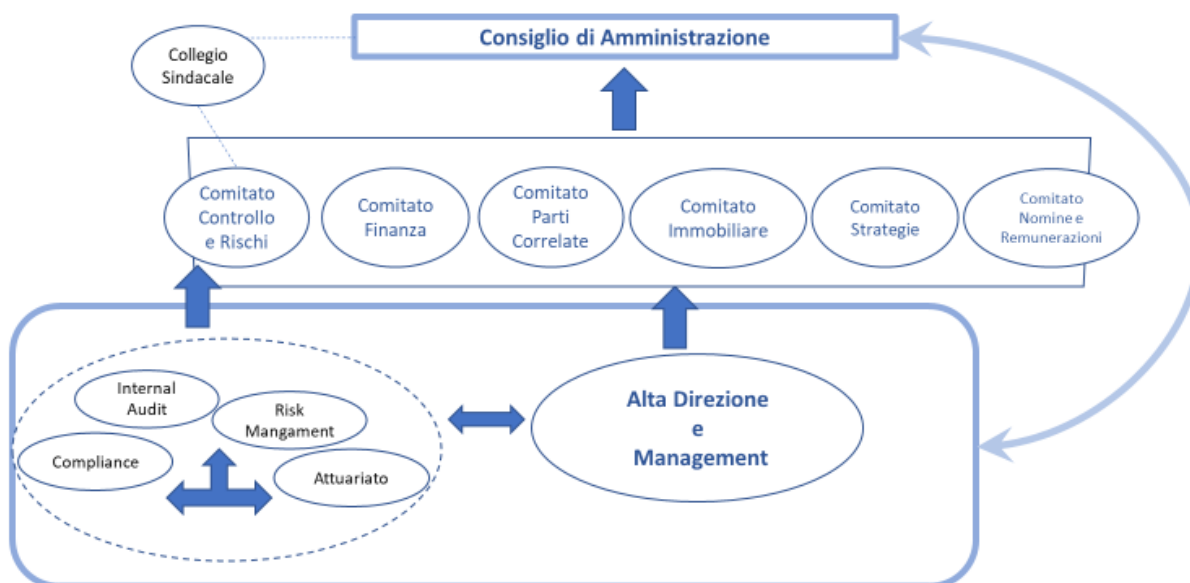 Consiglio di Amministrazione
Collegio
Sindacale
Comitato
Controllo
e Rischi
Comitato
Finanza
Comitato
Parti
Correlate
Comitato
Immobiliare
Comitato
Strategie
Comitato
Nomine e
Remunerazioni
Internal
Audit
Risk
Mangament
Compliance
Attuariato
Alta Direzione
e
Management